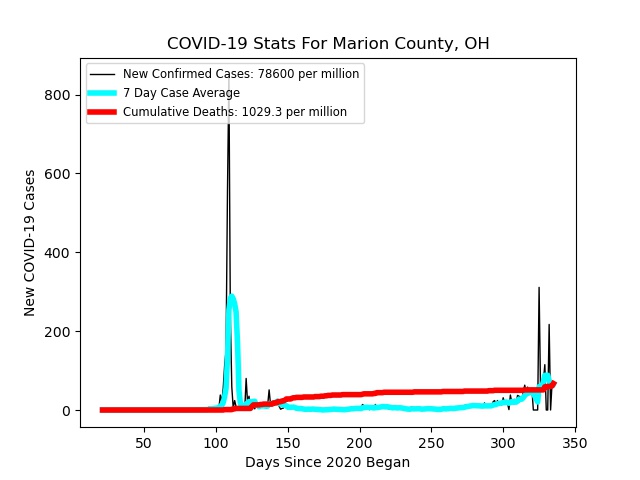 COVID-19 Stats For Marion County, OH
New Confirmed Cases: 78600 per million
7 Day Case Average
Cumulative Deaths: 1029.3 per million
New COVID-19 Cases
800
600
400
200
0
50 100 150 200 250 300 350
Days Since 2020 Began